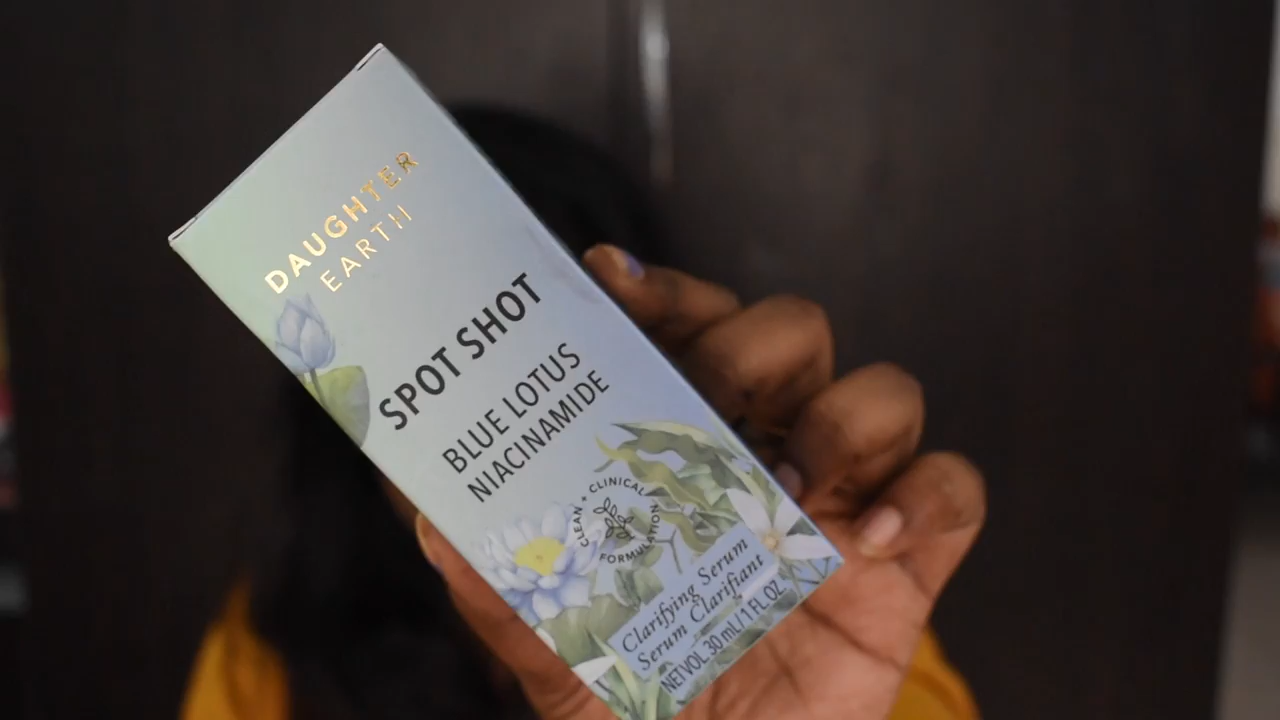 DAUGHTER
EARTH
SPOT SHOT
BLUE LOTUS
NIACINAMIDE
CLEAN + CLINICAL
FORMULATION
Clarifying Serum
Serum Clarifiant
NET VOL 30 mL/1 FL OZ